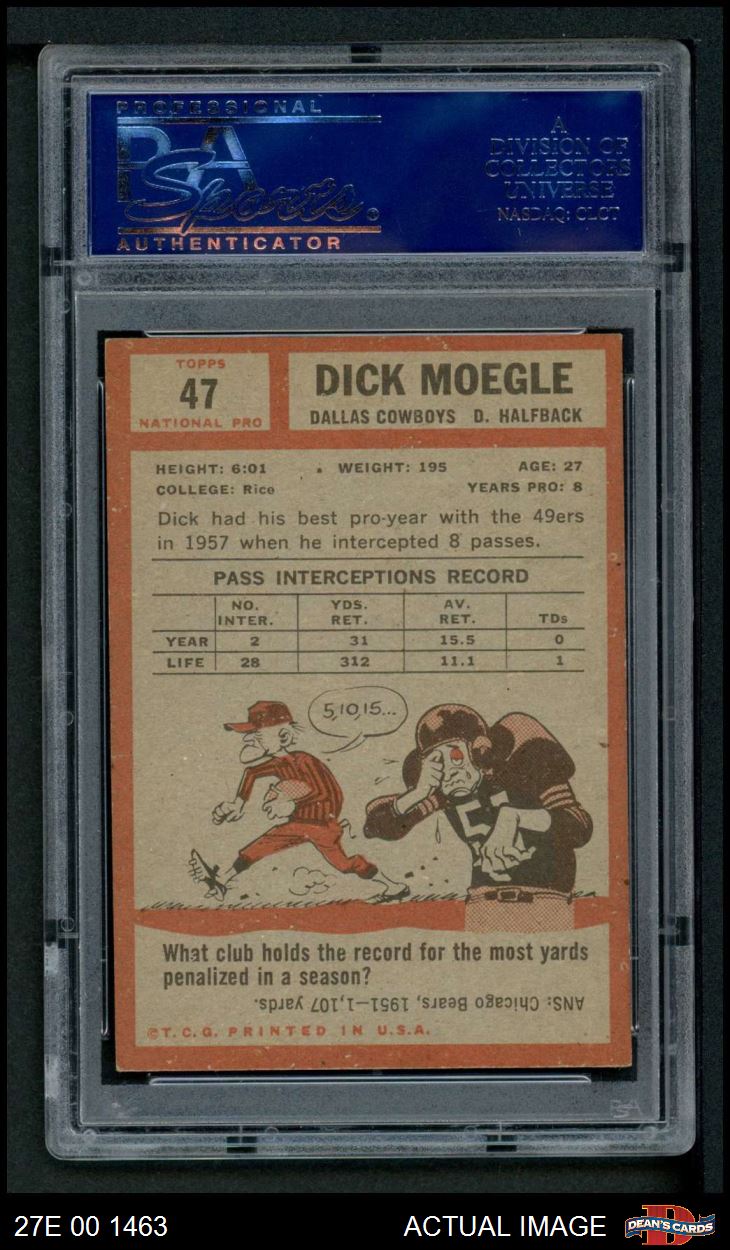 PROFESSIONAL
PSA
Sports
AUTHENTICATOR
A
DIVISION OF
COLLECTORS
UNIVERSE
NASDAQ: CLCT
TOPPS
47
NATIONAL PRO
DICK MOEGLE
DALLAS COWBOYS D. HALFBACK
HEIGHT: 6:01 WEIGHT: 195 AGE: 27
COLLEGE: Rice YEARS PRO: 8
Dick had his best pro-year with the 49ers
in 1957 when he intercepted 8 passes.
PASS INTERCEPTIONS RECORD
NO. INTER. YDS. RET. AV. RET. TDs
YEAR 2 31 15.5 0
LIFE 28 312 11.1 1
5,10,15...
5
What club holds the record for the most yards
penalized in a season?
ANS: Chicago Bears, 1951—1,107 yards.
©T.C.G. PRINTED IN U.S.A.
PSA
27E 00 1463 ACTUAL IMAGE
D
DEAN'S CARDS